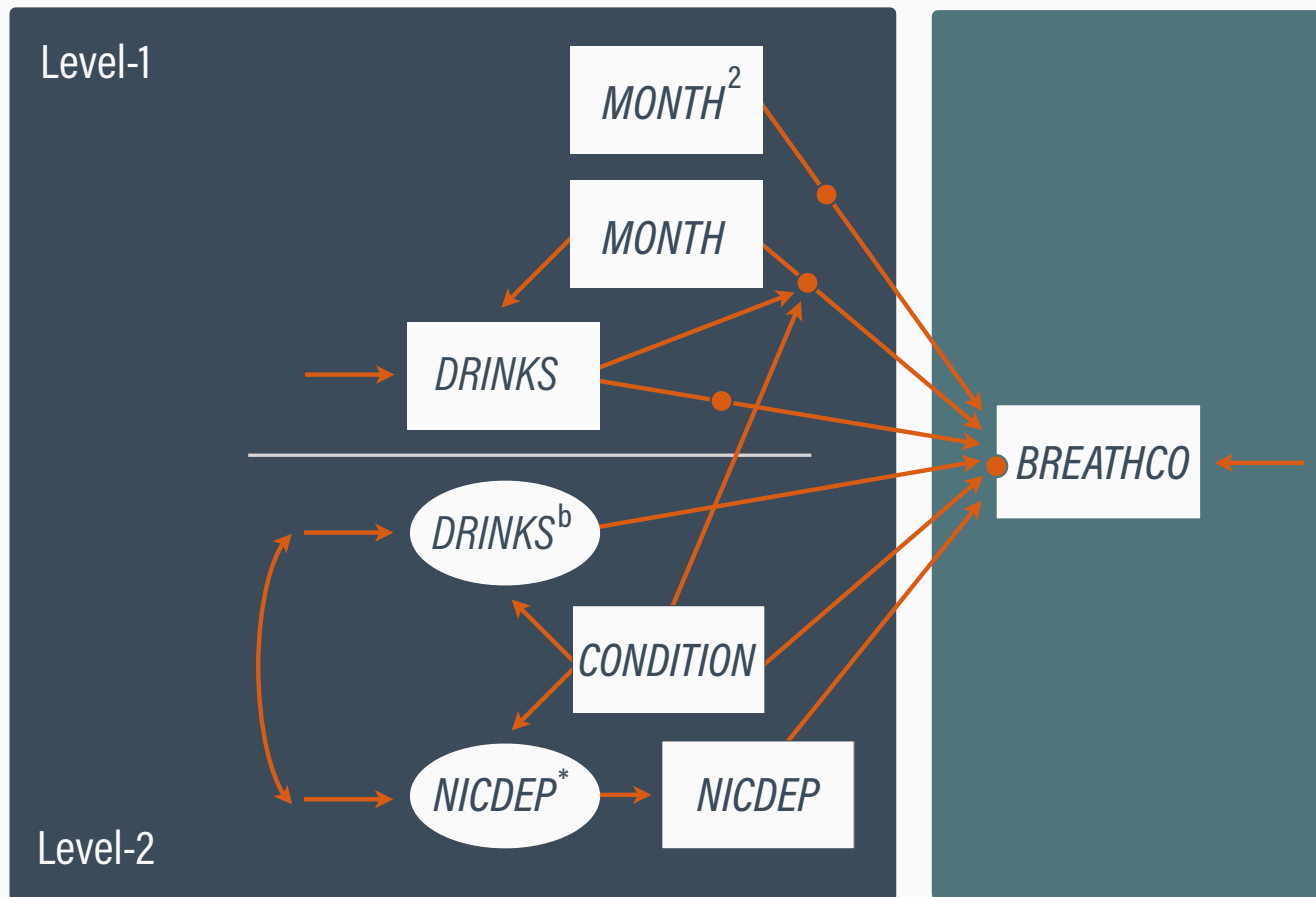 Level-1
MONTH²
MONTH
DRINKS
BREATHCO
DRINKSᵇ
CONDITION
NICDEP*
NICDEP
Level-2